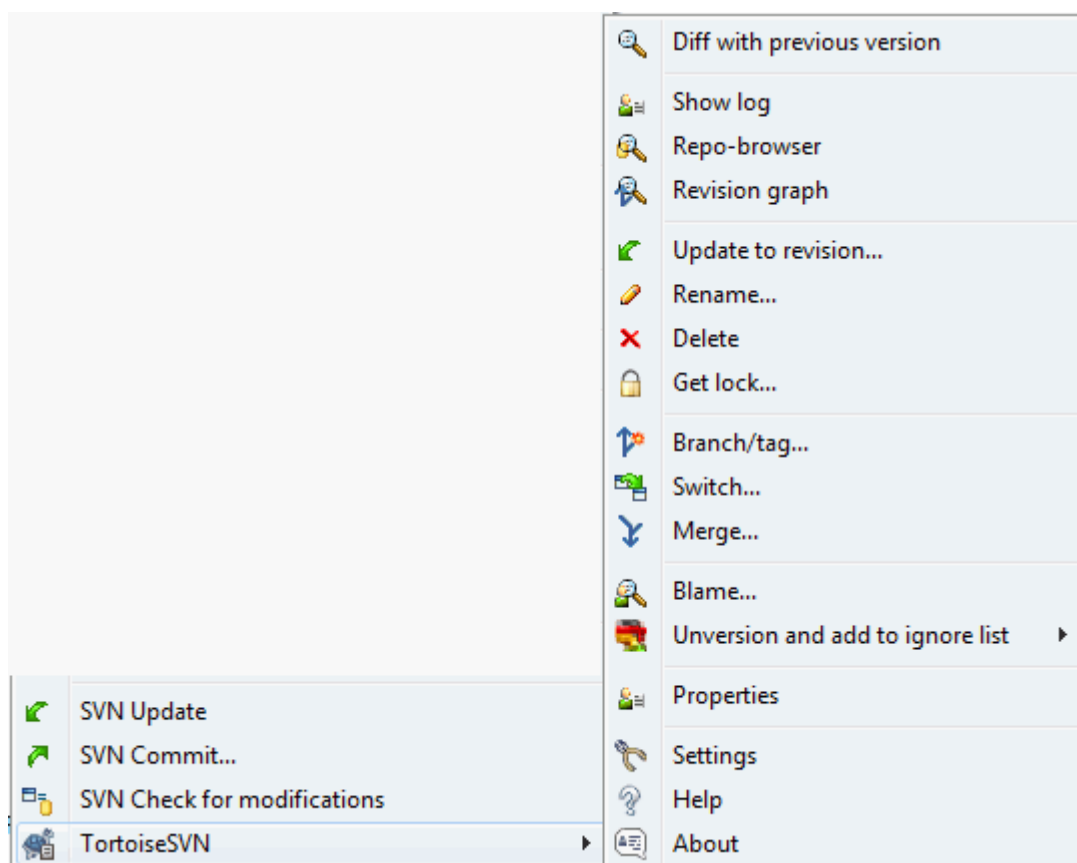 Diff with previous version
Show log
Repo-browser
Revision graph
Update to revision...
Rename...
Delete
Get lock...
Branch/tag...
Switch...
Merge...
Blame...
Unversion and add to ignore list
Properties
Settings
Help
About
SVN Update
SVN Commit...
SVN Check for modifications
TortoiseSVN